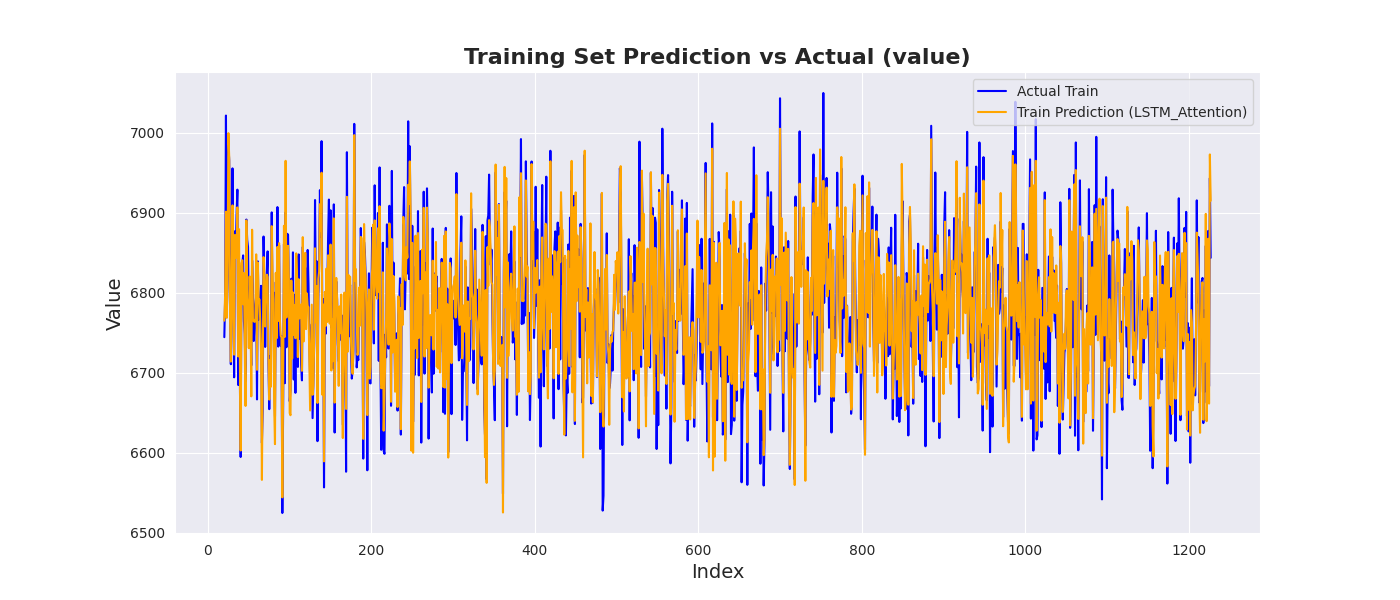 Training Set Prediction vs Actual (value)
Actual Train
Train Prediction (LSTM_Attention)
Value
7000
6900
6800
6700
6600
6500
0 200 400 600 800 1000 1200
Index